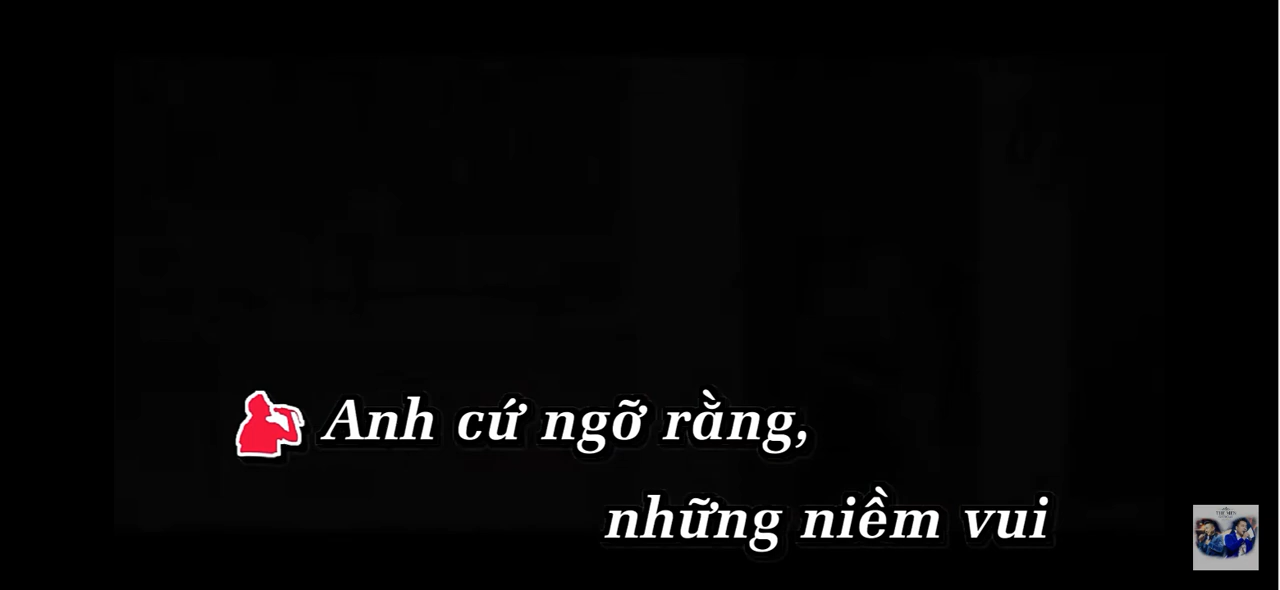 Anh cứ ngỡ rằng,
những niềm vui